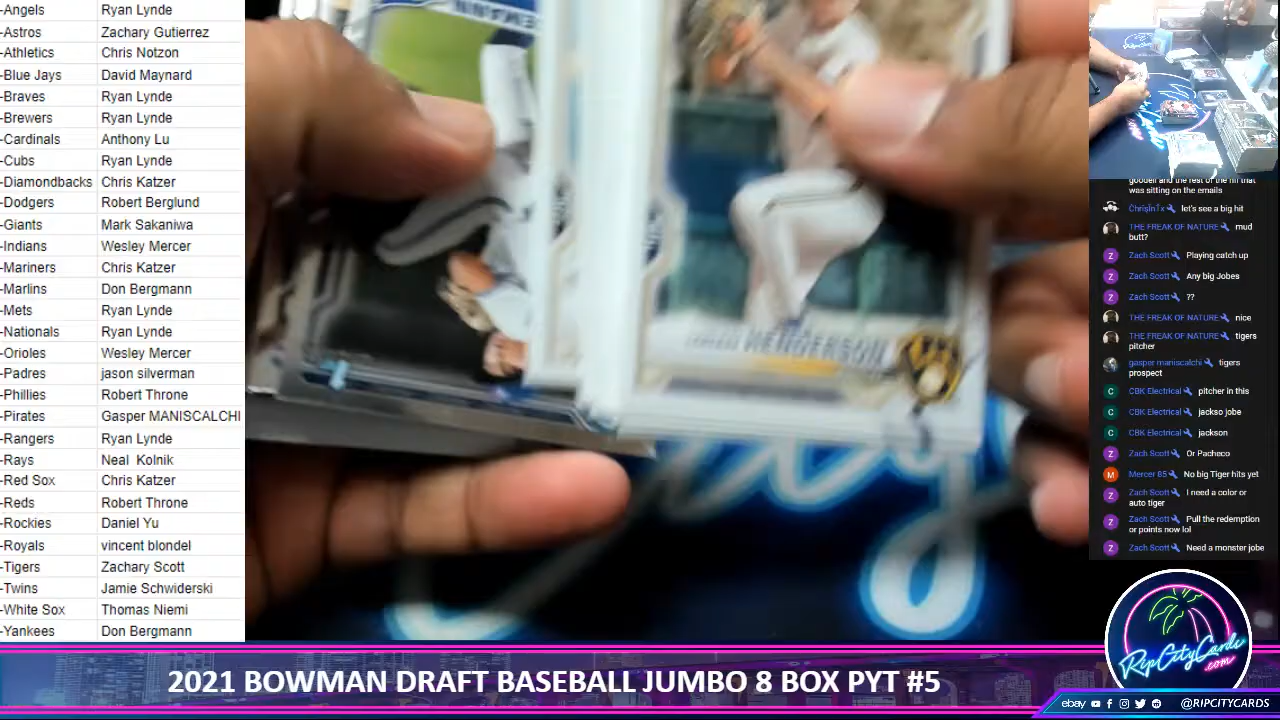 -Angels Ryan Lynde
-Astros Zachary Gutierrez
-Athletics Chris Notzon
-Blue Jays David Maynard
-Braves Ryan Lynde
-Brewers Ryan Lynde
-Cardinals Anthony Lu
-Cubs Ryan Lynde
-Diamondbacks Chris Katzer
-Dodgers Robert Berglund
-Giants Mark Sakaniwa
-Indians Wesley Mercer
-Mariners Chris Katzer
-Marlins Don Bergmann
-Mets Ryan Lynde
-Nationals Ryan Lynde
-Orioles Wesley Mercer
-Padres jason silverman
-Phillies Robert Throne
-Pirates Gasper MANISCALCHI
-Rangers Ryan Lynde
-Rays Neal Kolnik
-Red Sox Chris Katzer
-Reds Robert Throne
-Rockies Daniel Yu
-Royals vincent blondel
-Tigers Zachary Scott
-Twins Jamie Schwiderski
-White Sox Thomas Niemi
-Yankees Don Bergmann
HENDERSON
was sitting on the emails
let's see a big hit
THE FREAK OF NATURE mud
butt?
Zach Scott Playing catch up
Zach Scott Any big Jobes
Zach Scott ??
THE FREAK OF NATURE nice
THE FREAK OF NATURE tigers
pitcher
gasper maniscalchi tigers
prospect
CBK Electrical pitcher in this
CBK Electrical jackso jobe
CBK Electrical jackson
Zach Scott Or Pacheco
Mercer 85 No big Tiger hits yet
Zach Scott I need a color or
auto tiger
Zach Scott Pull the redemption
or points now lol
Zach Scott Need a monster jobe
RipCityCards
.com
2021 BOWMAN DRAFT BASEBALL JUMBO 8 BOX PYT #5
ebay @RIPCITYCARDS